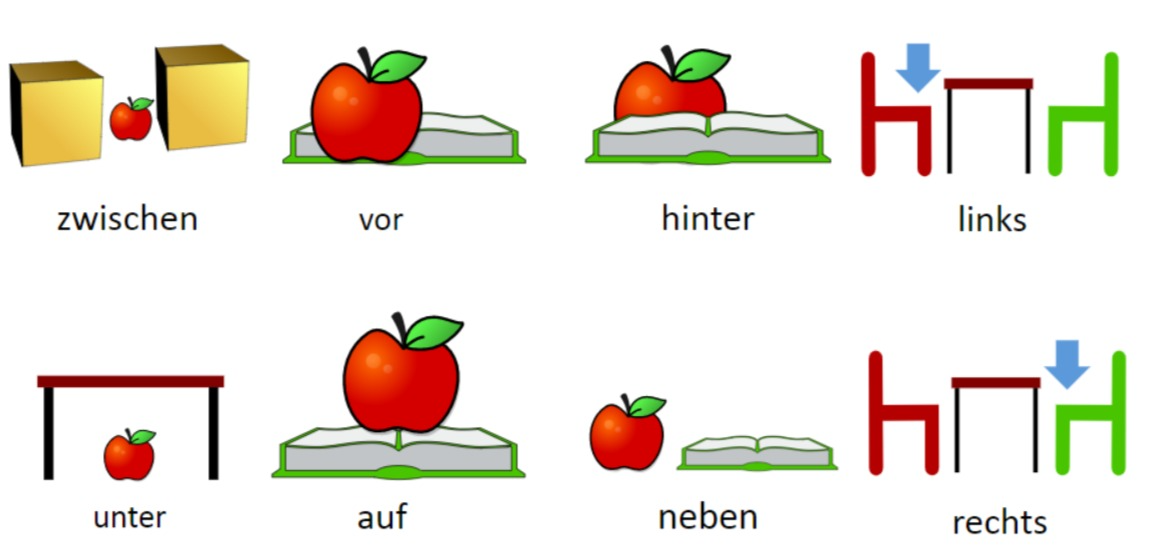 zwischen
vor
hinter
links
unter
auf
neben
rechts